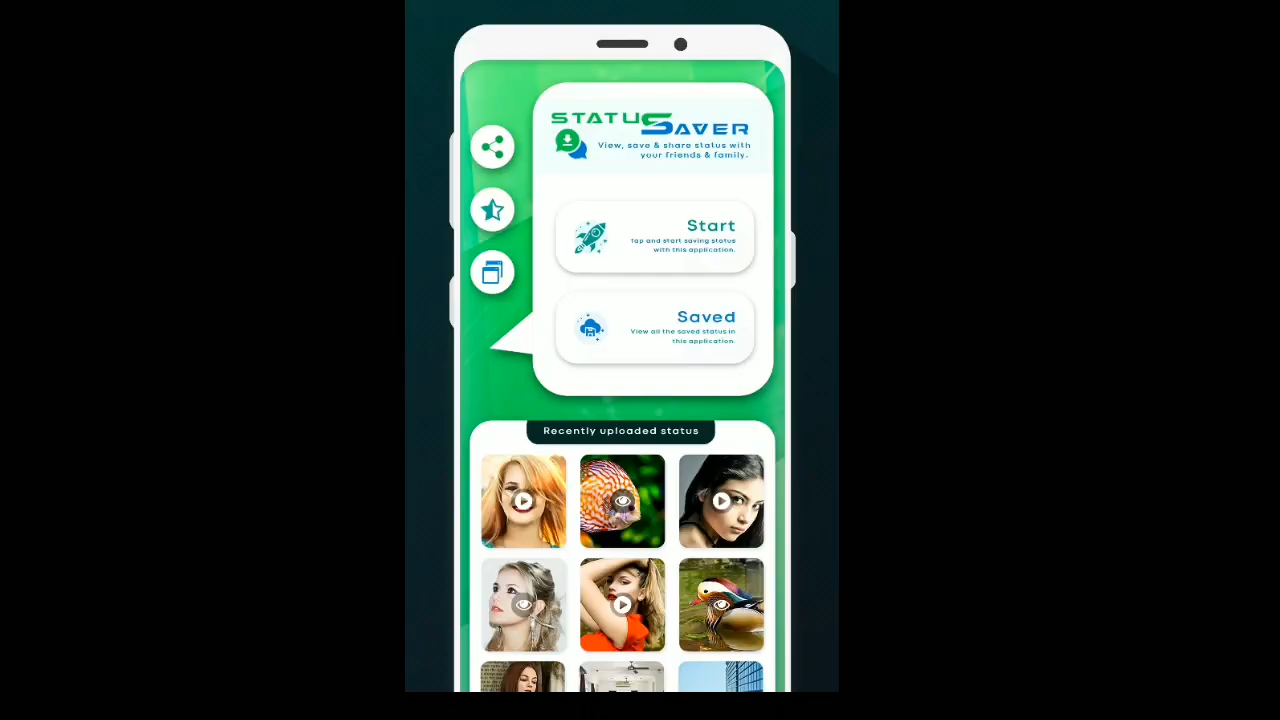 STATUS SAVER
View, save & share status with
your friends & family.
Start
Tap and start saving status
with this application.
Saved
View all the saved status in
this application.
Recently uploaded status